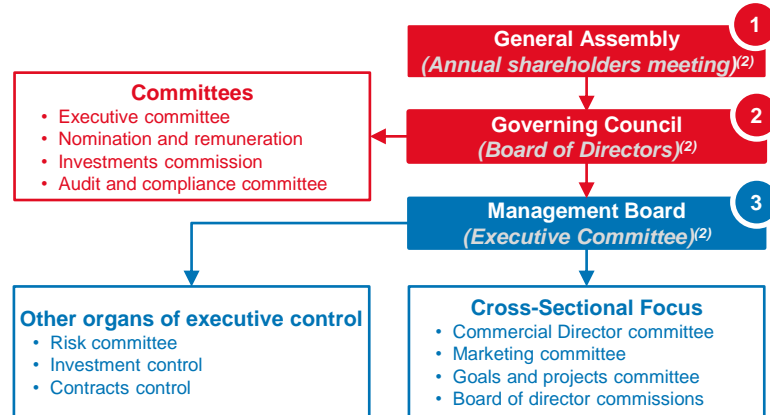 1
General Assembly
(Annual shareholders meeting)(2)
Committees
• Executive committee
• Nomination and remuneration
• Investments commission
• Audit and compliance committee
2
Governing Council
(Board of Directors)(2)
3
Management Board
(Executive Committee)(2)
Other organs of executive control
• Risk committee
• Investment control
• Contracts control
Cross-Sectional Focus
• Commercial Director committee
• Marketing committee
• Goals and projects committee
• Board of director commissions